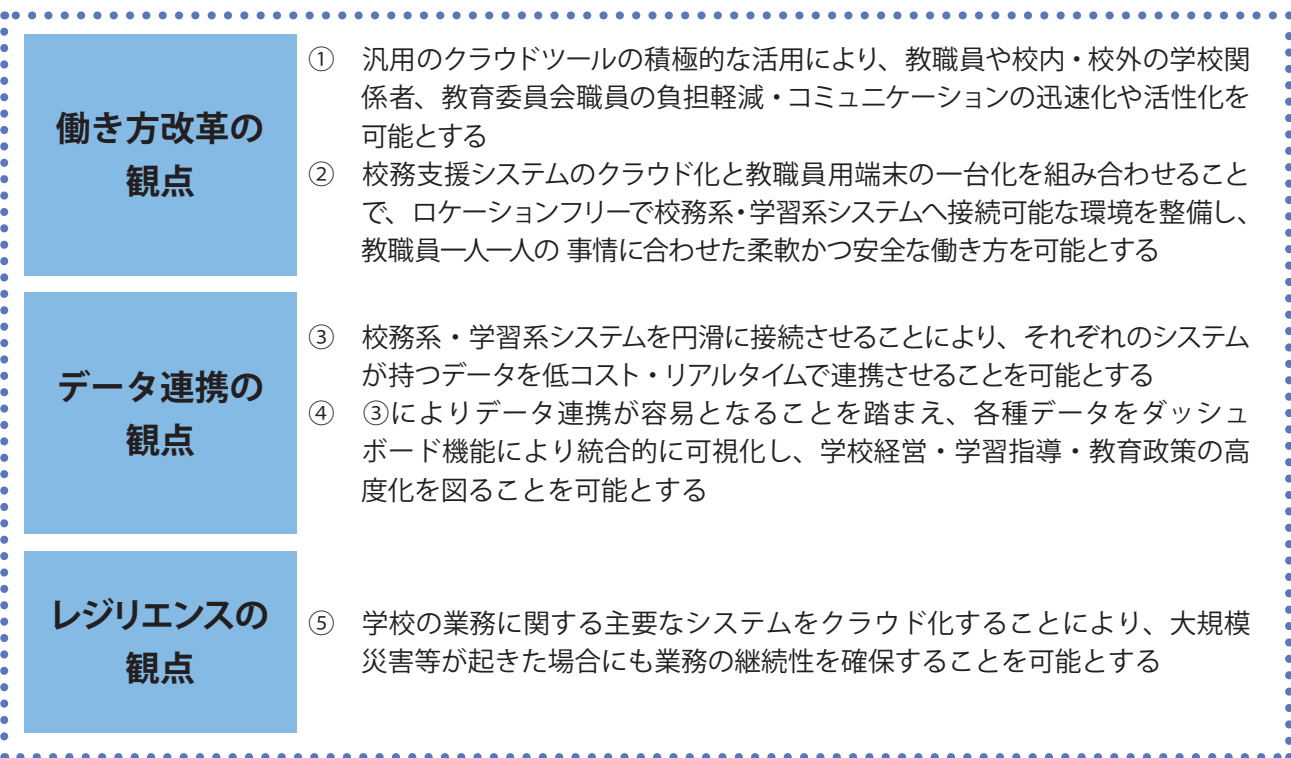 働き方改革の
観点
① 汎用のクラウドツールの積極的な活用により、教職員や校内・校外の学校関
係者、教育委員会職員の負担軽減・コミュニケーションの迅速化や活性化を
可能とする
② 校務支援システムのクラウド化と教職員用端末の一台化を組み合わせること
で、ロケーションフリーで校務系・学習系システムへ接続可能な環境を整備し、
教職員一人一人の 事情に合わせた柔軟かつ安全な働き方を可能とする
データ連携の
観点
③ 校務系・学習系システムを円滑に接続させることにより、それぞれのシステム
が持つデータを低コスト・リアルタイムで連携させることを可能とする
④ ③によりデータ連携が容易となることを踏まえ、各種データをダッシュ
ボード機能により統合的に可視化し、学校経営・学習指導・教育政策の高
度化を図ることを可能とする
レジリエンスの
観点
⑤ 学校の業務に関する主要なシステムをクラウド化することにより、大規模
災害等が起きた場合にも業務の継続性を確保することを可能とする